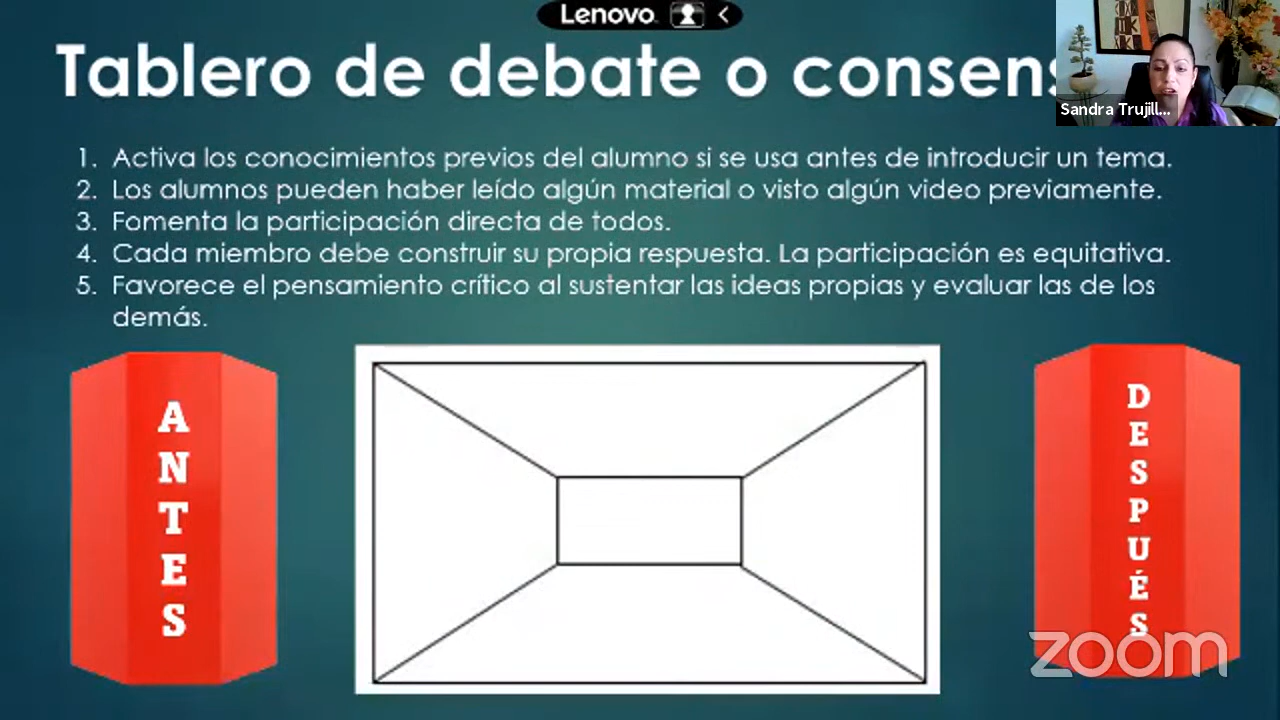 Lenovo
Tablero de debate o consens
Sandra Trujill...
1. Activa los conocimientos previos del alumno si se usa antes de introducir un tema.
2. Los alumnos pueden haber leído algún material o visto algún video previamente.
3. Fomenta la participación directa de todos.
4. Cada miembro debe construir su propia respuesta. La participación es equitativa.
5. Favorece el pensamiento crítico al sustentar las ideas propias y evaluar las de los
demás.
ANTES
DESPUÉS
zoom